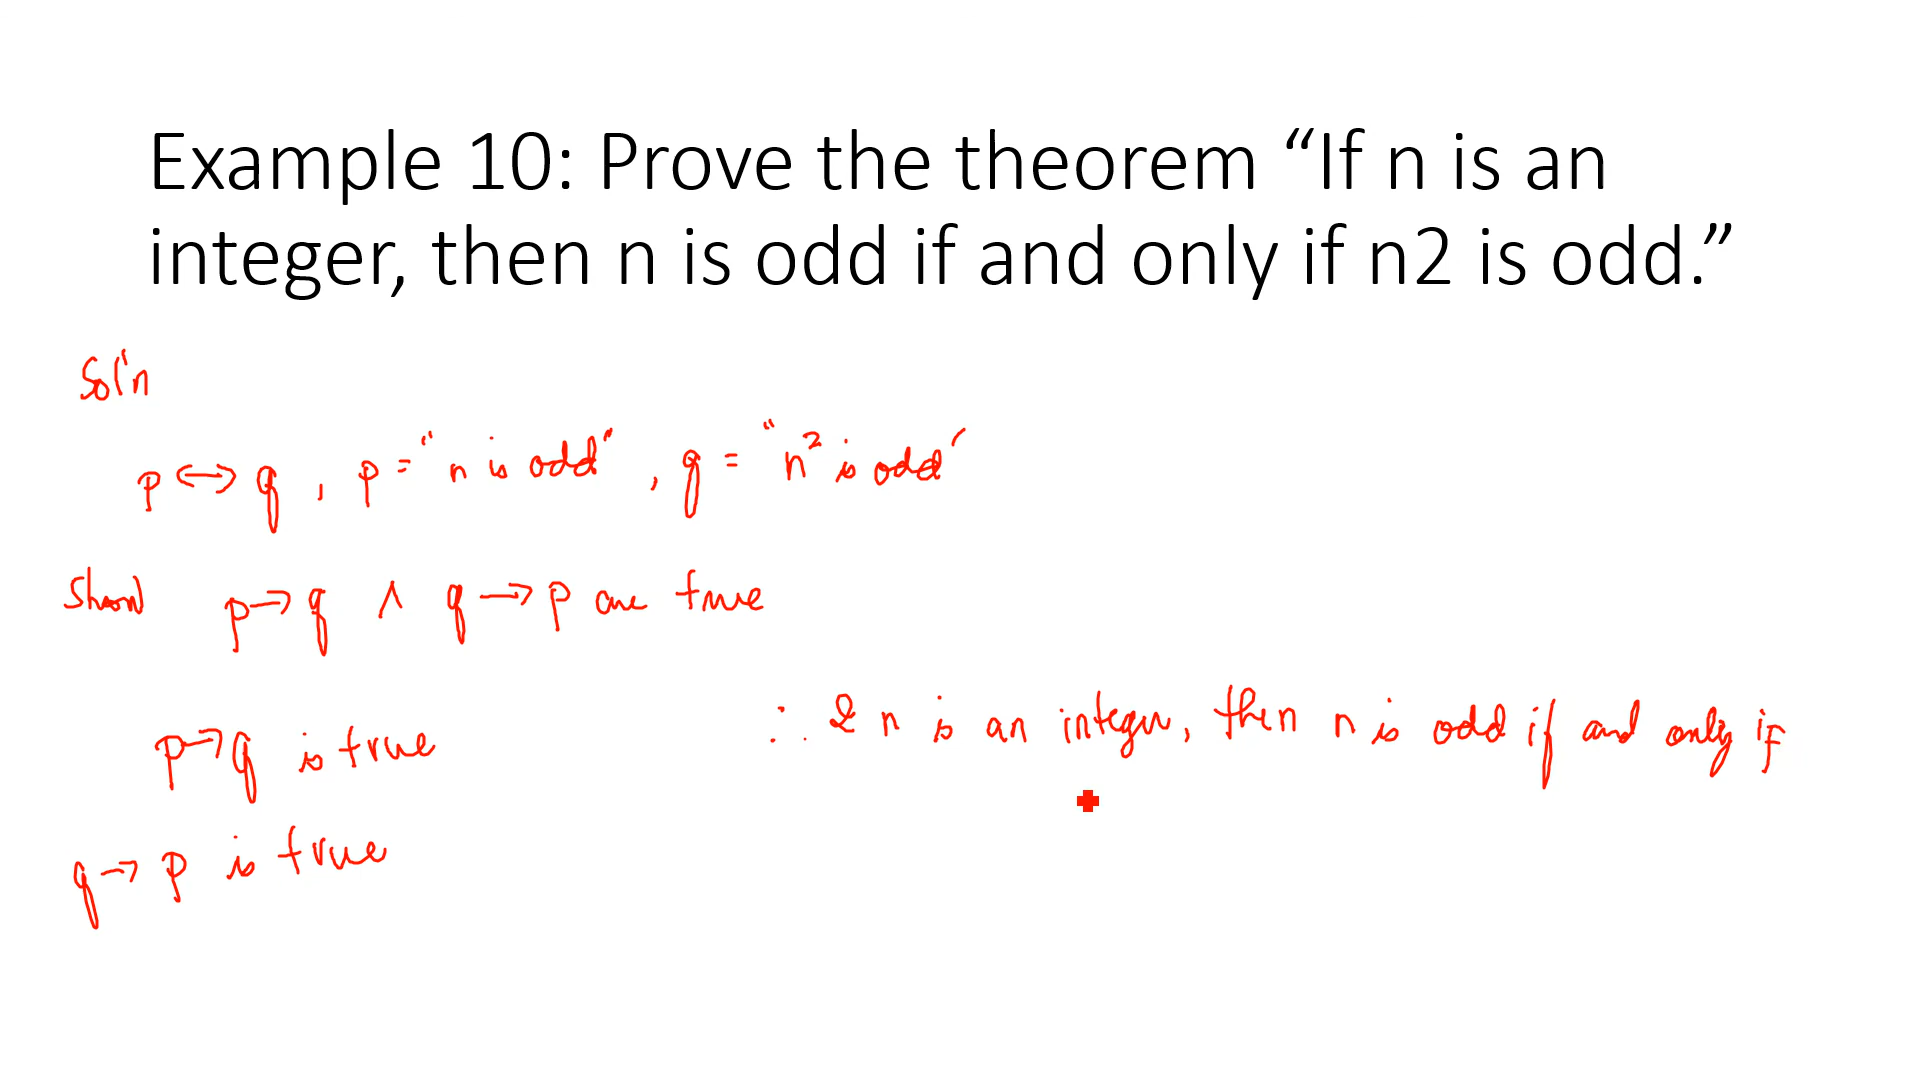 Example 10: Prove the theorem “If n is an
integer, then n is odd if and only if n2 is odd.”
Sol'n
p ↔ q , p = "n is odd" , q = "n² is odd"
Show p → q ∧ q → p are true
p → q is true
q → p is true
∴ n is an integer, then n is odd if and only if